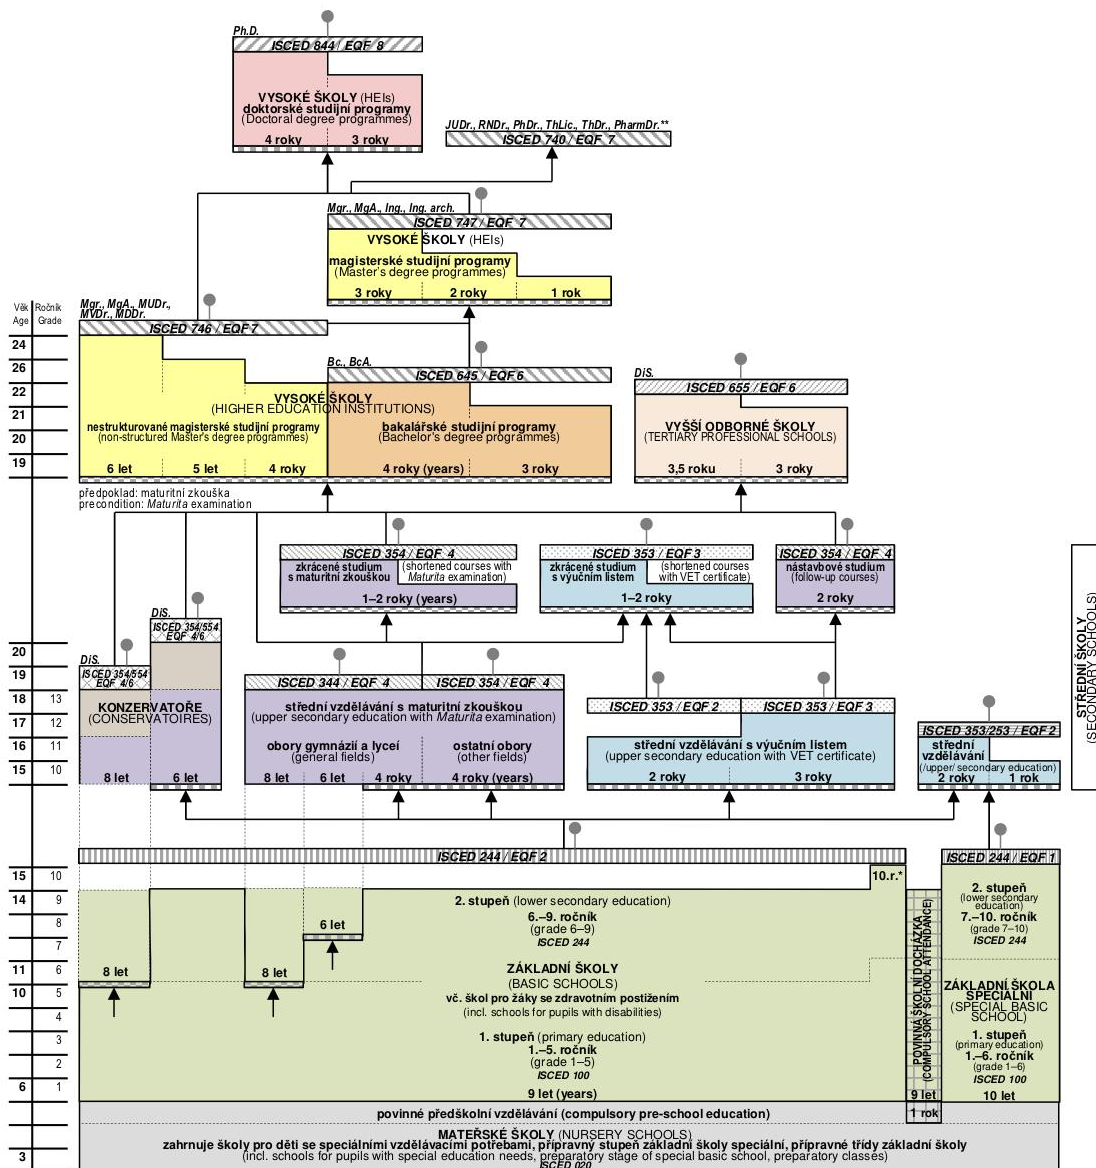 Ph.D.
ISCED 844 / EQF 8
VYSOKÉ ŠKOLY (HEIs)
doktorské studijní programy
(Doctoral degree programmes)
4 roky
3 roky
JUDr., RNDr., PhDr., ThLic., ThDr., PharmDr.**
ISCED 740 / EQF 7
Mgr., MgA., Ing., Ing. arch.
ISCED 747 / EQF 7
VYSOKÉ ŠKOLY (HEIs)
magisterské studijní programy
(Master's degree programmes)
3 roky
2 roky
1 rok
Věk
Age
Ročník
Grade
Mgr., MgA., MUDr.,
MVDr., MDDr.
ISCED 746 / EQF 7
24
26
22
21
20
19
Bc., BcA.
ISCED 645 / EQF 6
VYSOKÉ ŠKOLY
(HIGHER EDUCATION INSTITUTIONS)
nestrukturované magisterské studijní programy
(non-structured Master's degree programmes)
6 let
5 let
4 roky
bakalářské studijní programy
(Bachelor's degree programmes)
4 roky (years)
3 roky
DiS.
ISCED 655 / EQF 6
VYŠŠÍ ODBORNÉ ŠKOLY
(TERTIARY PROFESSIONAL SCHOOLS)
3,5 roku
3 roky
předpoklad: maturitní zkouška
precondition: Maturita examination
ISCED 354 / EQF 4
zkrácené studium
s maturitní zkouškou
(shortened courses with
Maturita examination)
1–2 roky (years)
ISCED 353 / EQF 3
zkrácené studium
s výučním listem
(shortened courses
with VET certificate)
1–2 roky
ISCED 354 / EQF 4
nástavbové studium
(follow-up courses)
2 roky
STŘEDNÍ ŠKOLY
(SECONDARY SCHOOLS)
DiS.
ISCED 354/554
EQF 4/6
DiS.
ISCED 354/554
EQF 4/6
KONZERVATOŘE
(CONSERVATOIRES)
8 let
6 let
20
19
18 13
17 12
16 11
15 10
ISCED 344 / EQF 4
ISCED 354 / EQF 4
střední vzdělávání s maturitní zkouškou
(upper secondary education with Maturita examination)
obory gymnázií a lyceí
(general fields)
ostatní obory
(other fields)
8 let
6 let
4 roky
4 roky (years)
ISCED 353 / EQF 2
ISCED 353 / EQF 3
střední vzdělávání s výučním listem
(upper secondary education with VET certificate)
2 roky
3 roky
ISCED 353/253 / EQF 2
střední
vzdělávání
(/upper/ secondary education)
2 roky
1 rok
ISCED 244 / EQF 2
ISCED 244 / EQF 1
15 10
14 9
8
7
11 6
10 5
4
3
2
6 1
3
10.r.*
8 let
8 let
6 let
2. stupeň (lower secondary education)
6.–9. ročník
(grade 6–9)
ISCED 244
ZÁKLADNÍ ŠKOLY
(BASIC SCHOOLS)
vč. škol pro žáky se zdravotním postižením
(incl. schools for pupils with disabilities)
1. stupeň (primary education)
1.–5. ročník
(grade 1–5)
ISCED 100
9 let (years)
POVINNÁ ŠKOLNÍ DOCHÁZKA
(COMPULSORY SCHOOL ATTENDANCE)
9 let
1 rok
2. stupeň
(lower secondary
education)
7.–10. ročník
(grade 7–10)
ISCED 244
ZÁKLADNÍ ŠKOLA
SPECIÁLNÍ
(SPECIAL BASIC
SCHOOL)
1. stupeň
(primary education)
1.–6. ročník
(grade 1–6)
ISCED 100
10 let
povinné předškolní vzdělávání (compulsory pre-school education)
MATEŘSKÉ ŠKOLY (NURSERY SCHOOLS)
zahrnuje školy pro děti se speciálními vzdělávacími potřebami, přípravný stupeň základní školy speciální, přípravné třídy základní školy
(incl. schools for pupils with special education needs, preparatory stage of special basic school, preparatory classes)
ISCED 020